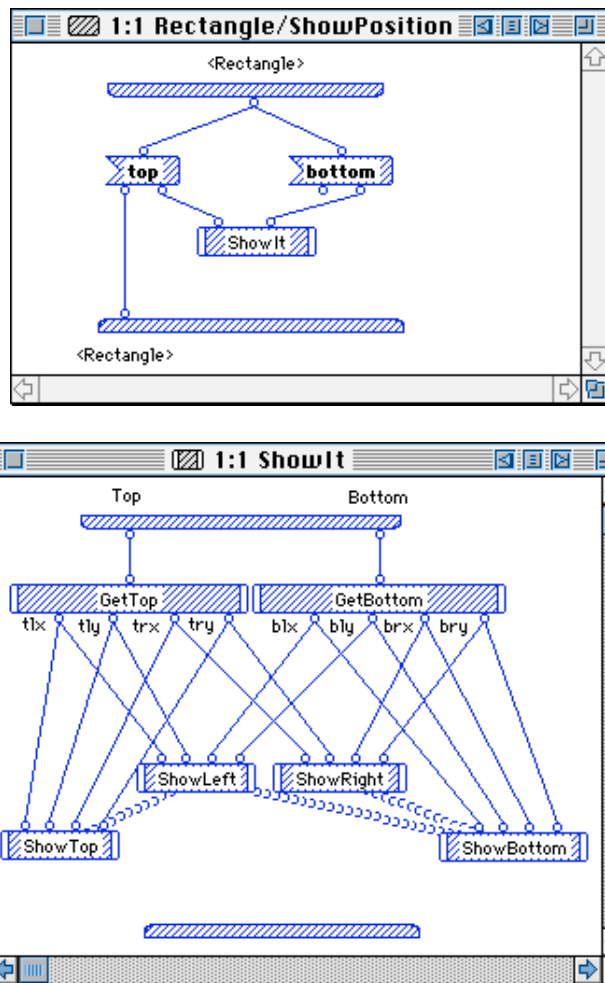 1:1 Rectangle/ShowPosition
<Rectangle>
top bottom
ShowIt
<Rectangle>
1:1 ShowIt
Top Bottom
GetTop GetBottom
tlx tly trx try blx bly brx bry
ShowLeft ShowRight
ShowTop ShowBottom